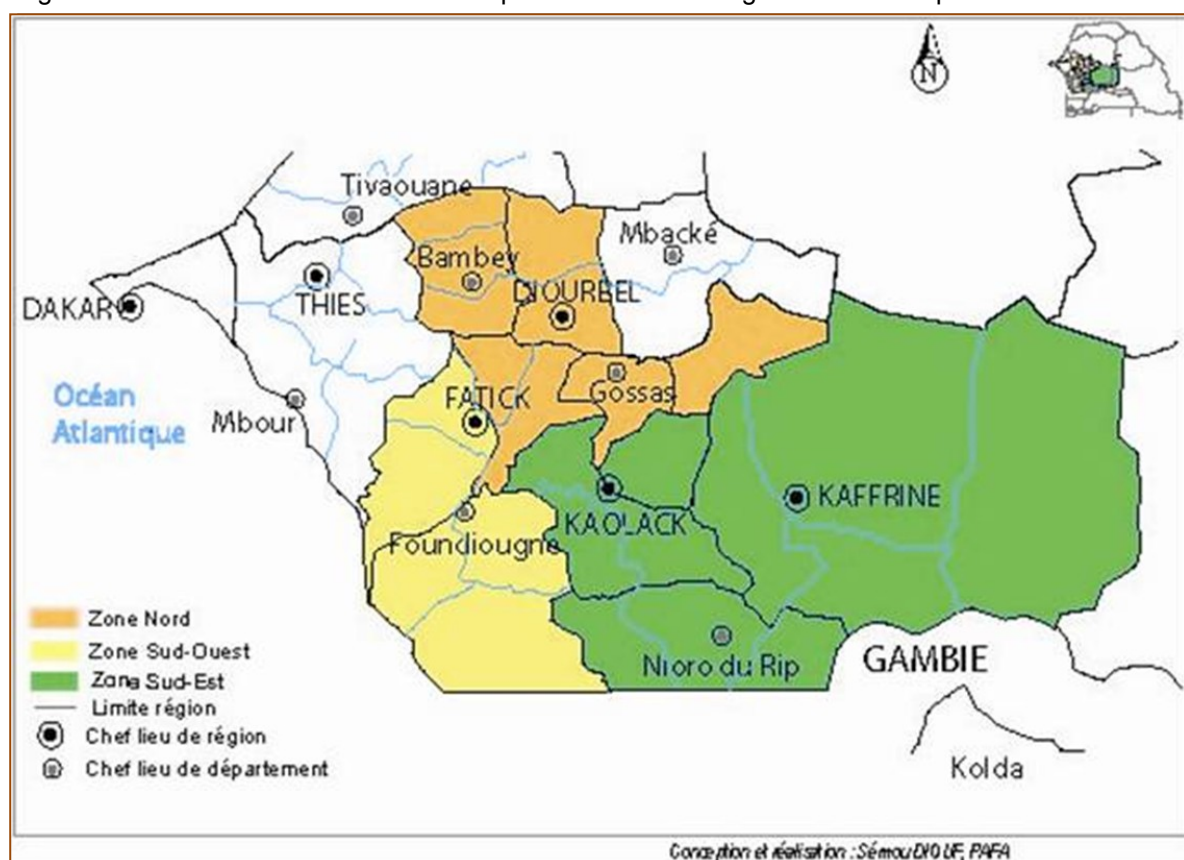 N
Tivaouane
Mbacké
Bambey
DIOURBEL
THIES
DAKAR
Gossas
FATICK
Océan
Atlantique
Mbour
KAFFRINE
KAOLACK
Foundiougne
Zone Nord
Zone Sud-Ouest
Zone Sud-Est
Limite région
Chef lieu de région
Chef lieu de département
Nioro du Rip
GAMBIE
Kolda
Conception et réalisation : Sémou DIOUF, PAFA